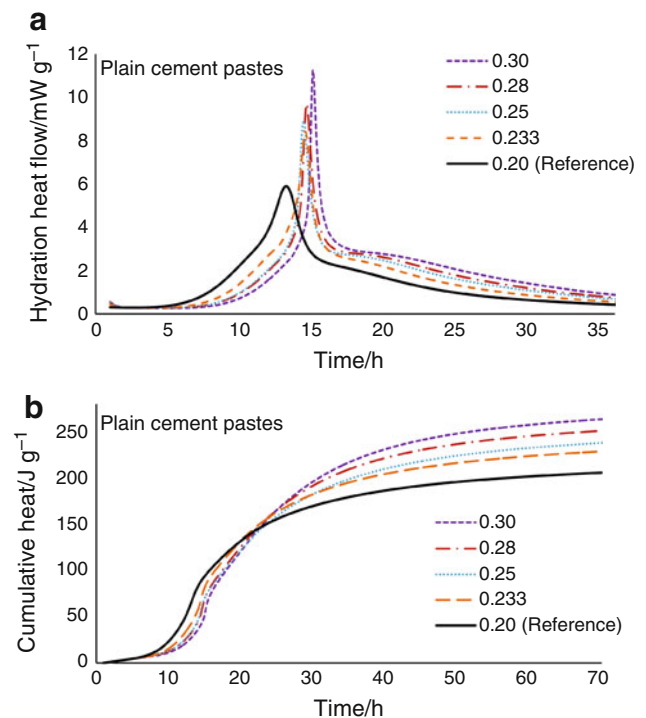 a
Plain cement pastes
Hydration heat flow/mW g⁻¹
12
10
8
6
4
2
0
0.30
0.28
0.25
0.233
0.20 (Reference)
0 5 10 15 20 25 30 35
Time/h
b
Plain cement pastes
Cumulative heat/J g⁻¹
250
200
150
100
50
0
0.30
0.28
0.25
0.233
0.20 (Reference)
0 10 20 30 40 50 60 70
Time/h